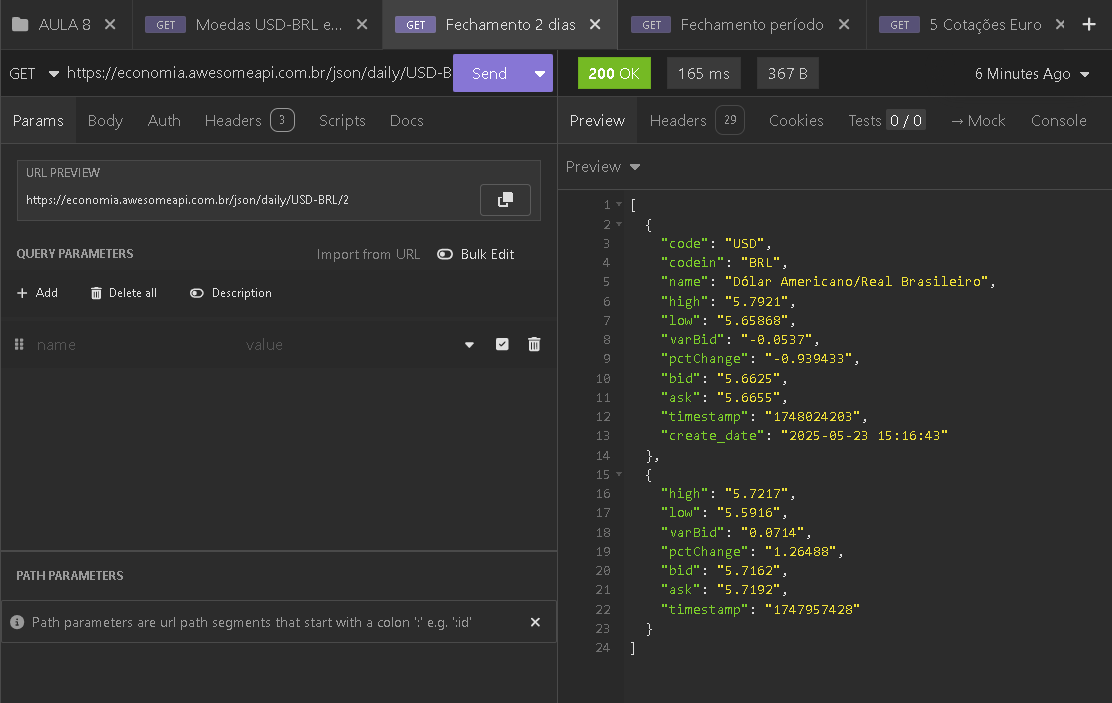 AULA 8
GET Moedas USD-BRL e...
GET Fechamento 2 dias
GET Fechamento período
GET 5 Cotações Euro
GET https://economia.awesomeapi.com.br/json/daily/USD-B
Send
200 OK
165 ms
367 B
6 Minutes Ago
Params Body Auth Headers 3 Scripts Docs
URL PREVIEW
https://economia.awesomeapi.com.br/json/daily/USD-BRL/2
QUERY PARAMETERS
Import from URL
Bulk Edit
+ Add
Delete all
Description
name
value
PATH PARAMETERS
Path parameters are url path segments that start with a colon ':' e.g. ':id'
Preview Headers 29 Cookies Tests 0 / 0 → Mock Console
Preview
1 [
2 {
3 "code": "USD",
4 "codein": "BRL",
5 "name": "Dólar Americano/Real Brasileiro",
6 "high": "5.7921",
7 "low": "5.65868",
8 "varBid": "-0.0537",
9 "pctChange": "-0.939433",
10 "bid": "5.6625",
11 "ask": "5.6655",
12 "timestamp": "1748024203",
13 "create_date": "2025-05-23 15:16:43"
14 },
15 {
16 "high": "5.7217",
17 "low": "5.5916",
18 "varBid": "0.0714",
19 "pctChange": "1.26488",
20 "bid": "5.7162",
21 "ask": "5.7192",
22 "timestamp": "1747957428"
23 }
24 ]